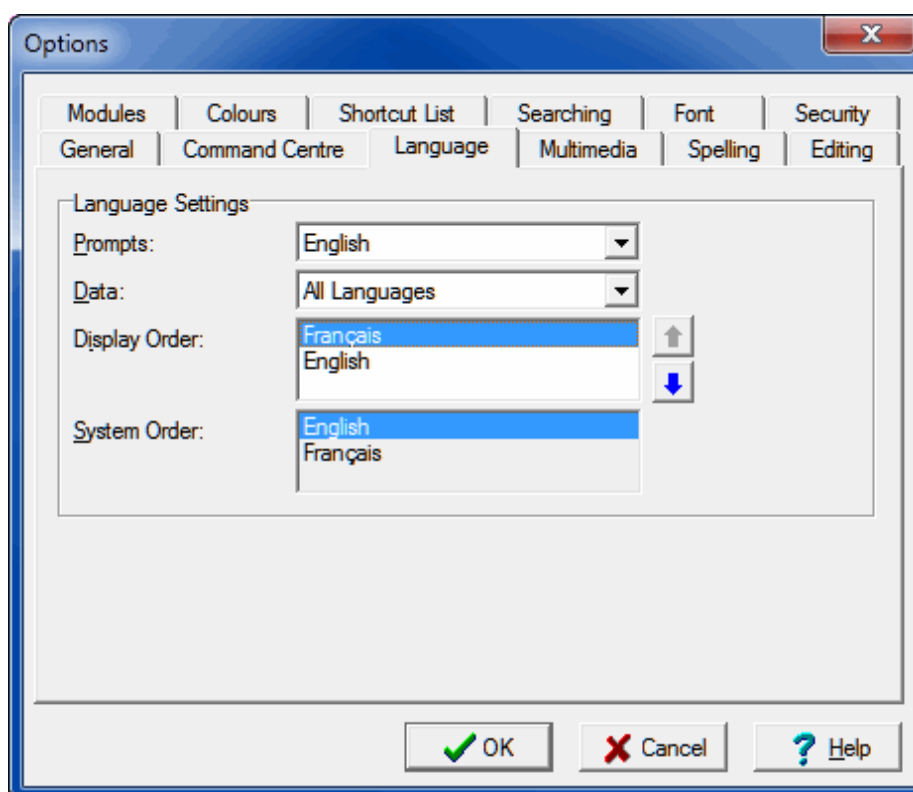 Options
Modules Colours Shortcut List Searching Font Security
General Command Centre Language Multimedia Spelling Editing
Language Settings
Prompts: English
Data: All Languages
Display Order: Français
English
System Order: English
Français
OK Cancel Help